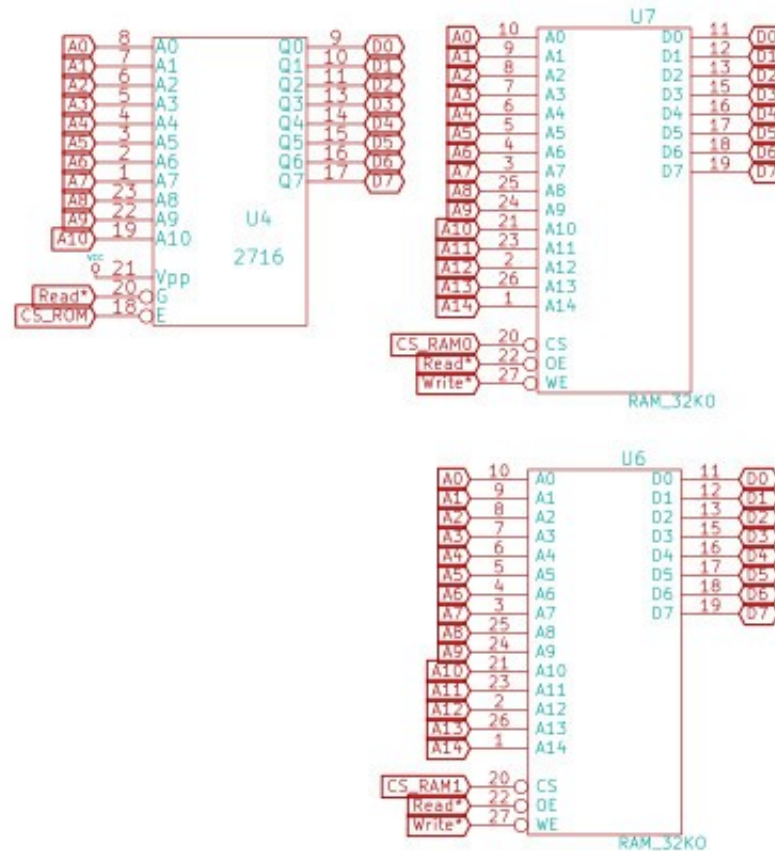 A0 8 A0 Q0 9 D0
A1 7 A1 Q1 10 D1
A2 6 A2 Q2 11 D2
A3 5 A3 Q3 13 D3
A4 4 A4 Q4 14 D4
A5 3 A5 Q5 15 D5
A6 2 A6 Q6 16 D6
A7 1 A7 Q7 17 D7
A8 23 A8
A9 22 A9
A10 19 A10
U4
2716
VCC
21 Vpp
Read* 20 G
CS_ROM 18 E
U7
A0 10 A0 D0 11 D0
A1 9 A1 D1 12 D1
A2 8 A2 D2 13 D2
A3 7 A3 D3 15 D3
A4 6 A4 D4 16 D4
A5 5 A5 D5 17 D5
A6 4 A6 D6 18 D6
A7 3 A7 D7 19 D7
A8 25 A8
A9 24 A9
A10 21 A10
A11 23 A11
A12 2 A12
A13 26 A13
A14 1 A14
CS_RAM0 20 CS
Read* 22 OE
Write* 27 WE
RAM_32KO
U6
A0 10 A0 D0 11 D0
A1 9 A1 D1 12 D1
A2 8 A2 D2 13 D2
A3 7 A3 D3 15 D3
A4 6 A4 D4 16 D4
A5 5 A5 D5 17 D5
A6 4 A6 D6 18 D6
A7 3 A7 D7 19 D7
A8 25 A8
A9 24 A9
A10 21 A10
A11 23 A11
A12 2 A12
A13 26 A13
A14 1 A14
CS_RAM1 20 CS
Read* 22 OE
Write* 27 WE
RAM_32KO